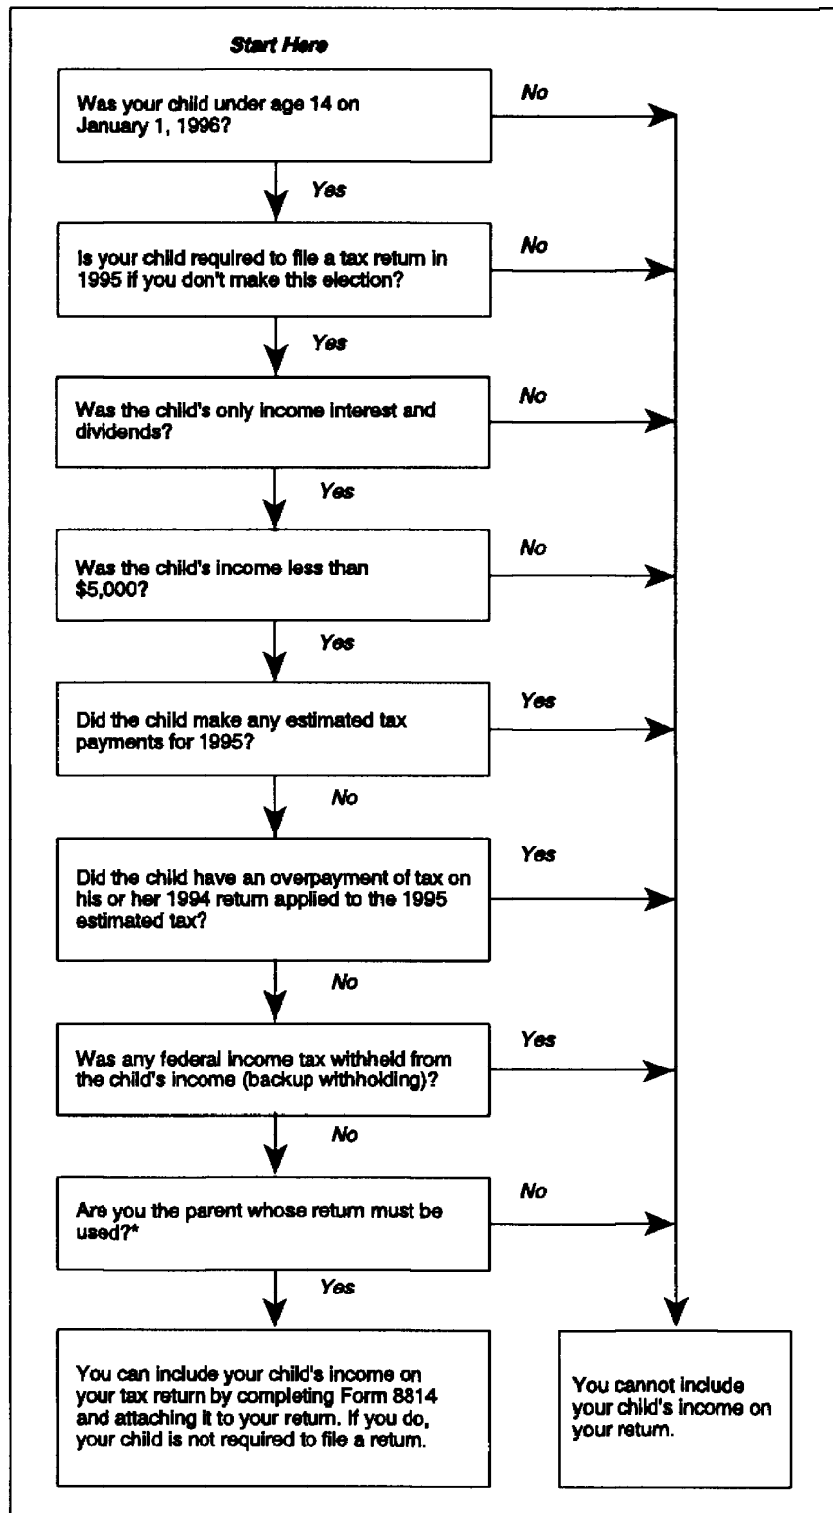 Start Here
Was your child under age 14 on
January 1, 1996?
No
Yes
Is your child required to file a tax return in
1995 if you don't make this election?
No
Yes
Was the child's only income interest and
dividends?
No
Yes
Was the child's income less than
$5,000?
No
Yes
Did the child make any estimated tax
payments for 1995?
Yes
No
Did the child have an overpayment of tax on
his or her 1994 return applied to the 1995
estimated tax?
Yes
No
Was any federal income tax withheld from
the child's income (backup withholding)?
Yes
No
Are you the parent whose return must be
used?*
No
Yes
You can include your child's income on
your tax return by completing Form 8814
and attaching it to your return. If you do,
your child is not required to file a return.
You cannot include
your child's income on
your return.